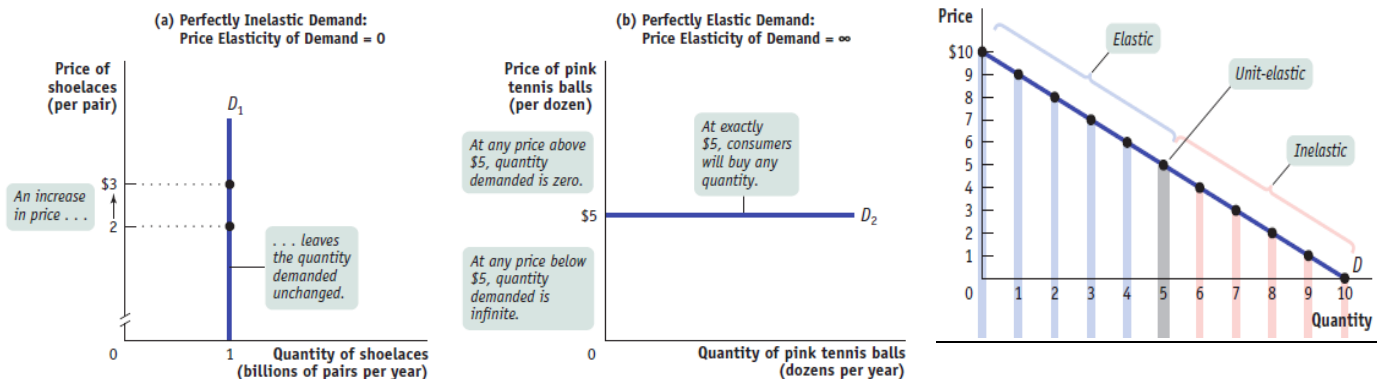 (a) Perfectly Inelastic Demand:
Price Elasticity of Demand = 0
Price of
shoelaces
(per pair)
D1
An increase
in price . . .
$3
2
. . . leaves
the quantity
demanded
unchanged.
0
1
Quantity of shoelaces
(billions of pairs per year)
(b) Perfectly Elastic Demand:
Price Elasticity of Demand = ∞
Price of pink
tennis balls
(per dozen)
At any price above
$5, quantity
demanded is zero.
At exactly
$5, consumers
will buy any
quantity.
$5
D2
At any price below
$5, quantity
demanded is
infinite.
0
Quantity of pink tennis balls
(dozens per year)
Price
$10
9
8
7
6
5
4
3
2
1
Elastic
Unit-elastic
Inelastic
D
0 1 2 3 4 5 6 7 8 9 10
Quantity